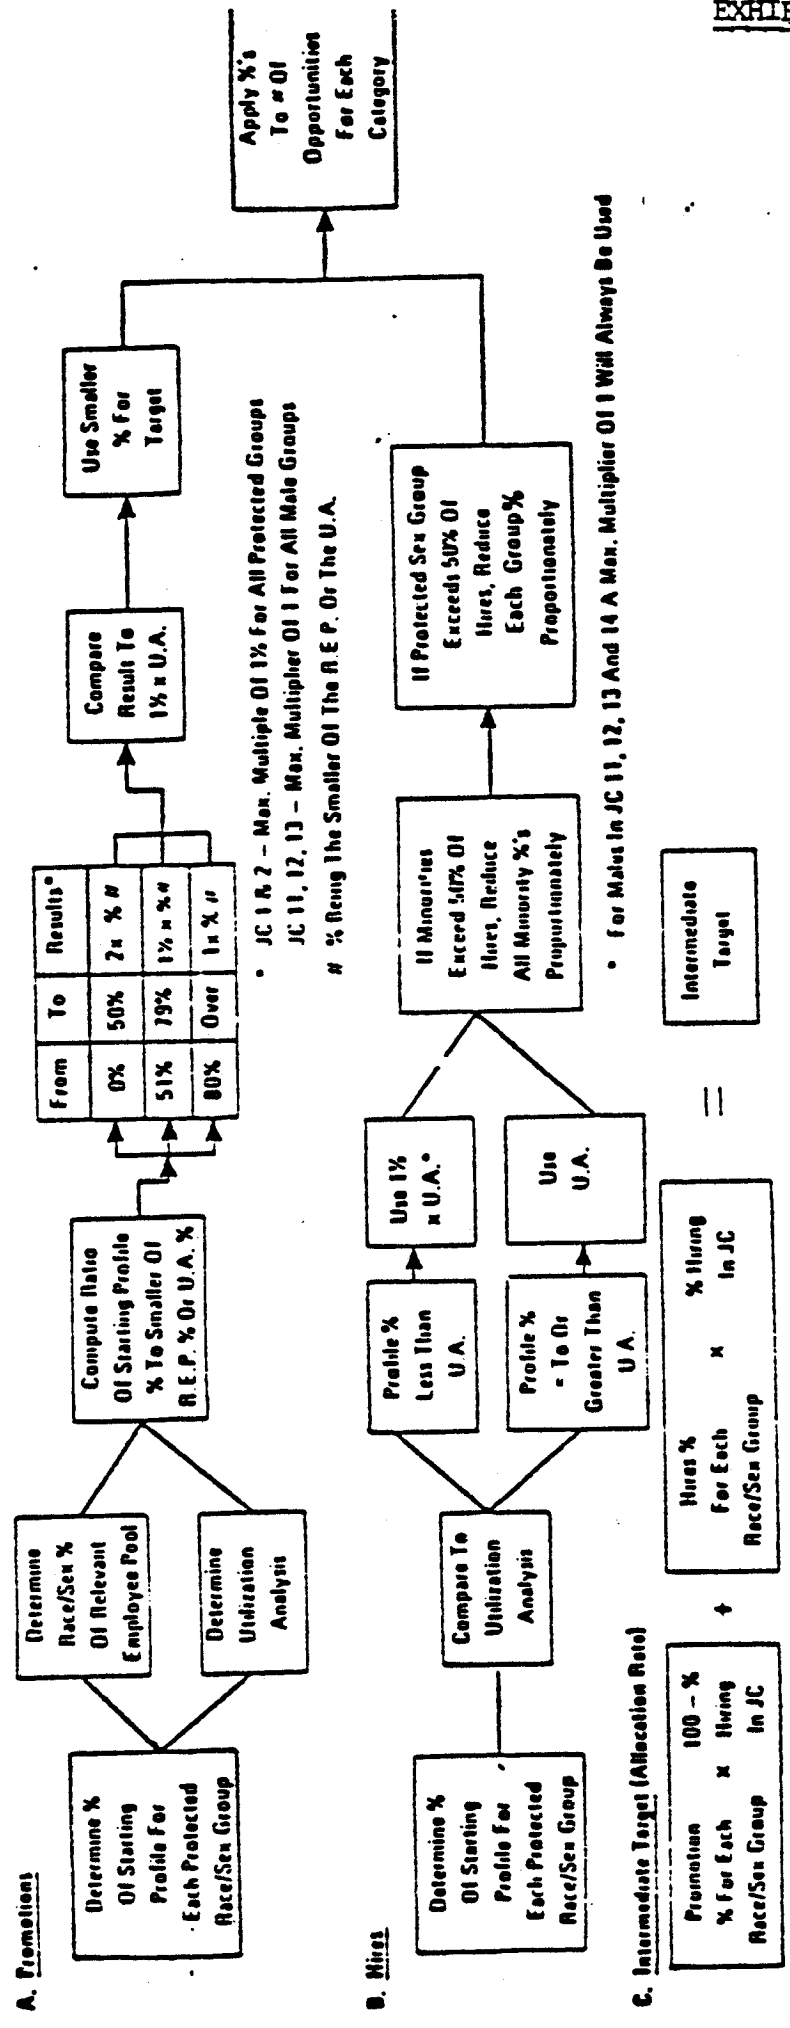 EXHI
A. Promotions
Determine %
Of Starting
Profile For
Each Protected
Race/Sex Group
Determine
Race/Sex %
Of Relevant
Employee Pool
Determine
Utilization
Analysis
Compute Ratio
Of Starting Profile
% To Smaller Of
R.E.P. % Or U.A. %
From To Results*
0% 50% 2x % #
51% 79% 1½ x % #
80% Over 1x % #
Compare
Result To
1½ x U.A.
Use Smaller
% For
Target
Apply %'s
To # Of
Opportunities
For Each
Category
* JC 1 & 2 – Max. Multiple Of 1½ For All Protected Groups
JC 11, 12, 13 – Max. Multiplier Of 1 For All Male Groups
# % Being The Smaller Of The R.E.P. Or The U.A.
B. Hires
Determine %
Of Starting
Profile For
Each Protected
Race/Sex Group
Compare To
Utilization
Analysis
Profile %
Less Than
U.A.
Use 1½
x U.A.*
Profile %
= To Or
Greater Than
U.A.
Use
U.A.
If Minorities
Exceed 50% Of
Hires, Reduce
All Minority %'s
Proportionately
If Protected Sex Group
Exceeds 50% Of
Hires, Reduce
Each Group %
Proportionately
* For Males In JC 11, 12, 13 And 14 A Max. Multiplier Of 1 Will Always Be Used
C. Intermediate Target (Allocation Rate)
Promotion 100 – %
% For Each x Hiring
Race/Sex Group In JC
+
Hires % % Hiring
For Each x In JC
Race/Sex Group
=
Intermediate
Target